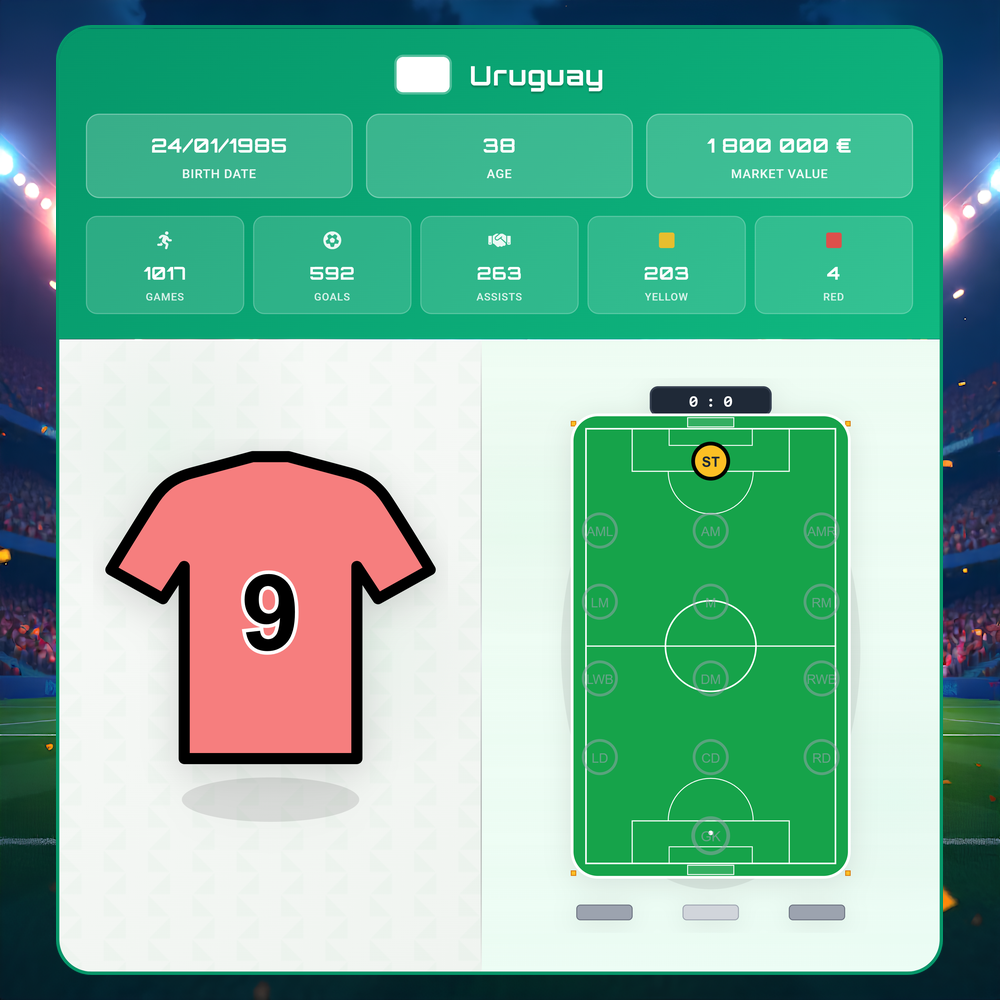 Uruguay
24/01/1985
BIRTH DATE
38
AGE
1 800 000 €
MARKET VALUE
1017
GAMES
592
GOALS
263
ASSISTS
203
YELLOW
4
RED
9
0 : 0
ST
AML
AM
AMR
LM
M
RM
LWB
DM
RWB
LD
CD
RD
GK